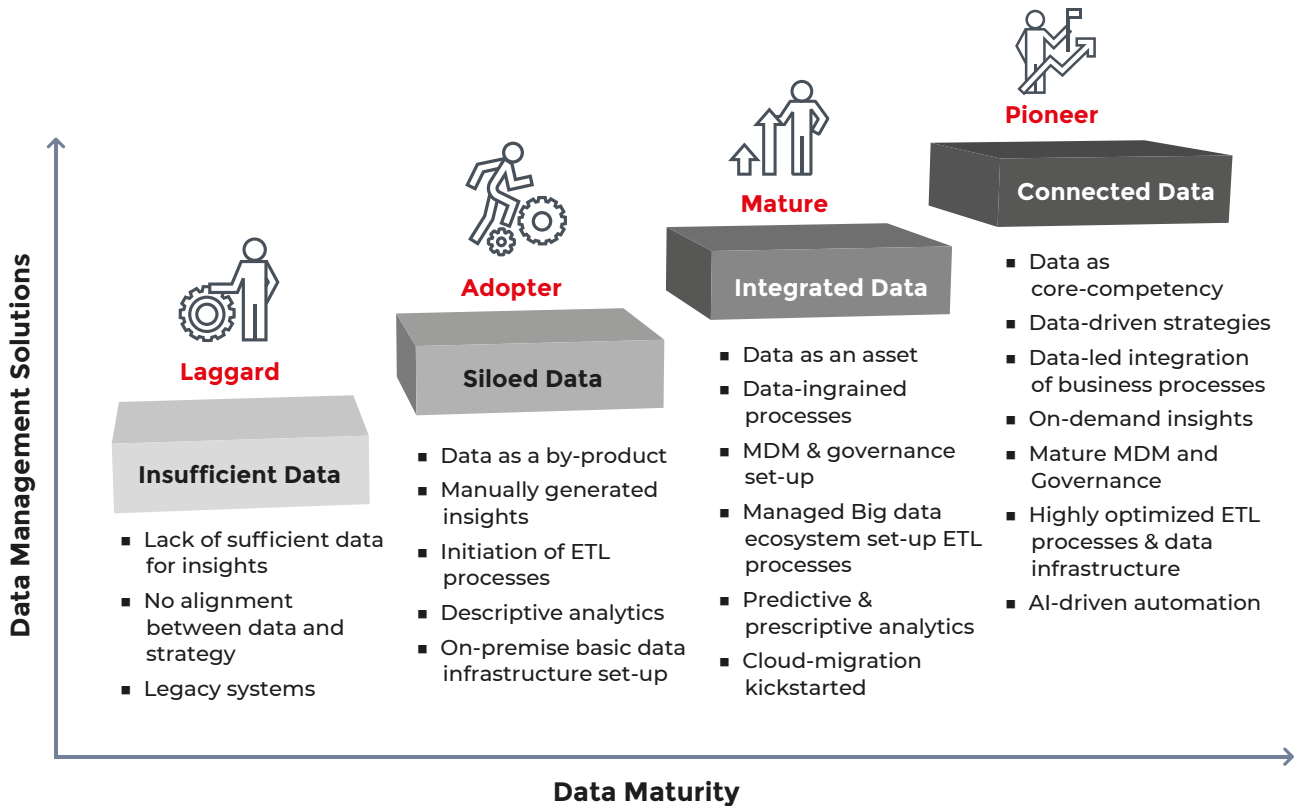 Data Management Solutions
Laggard
Insufficient Data
▪ Lack of sufficient data
for insights
▪ No alignment
between data and
strategy
▪ Legacy systems
Adopter
Siloed Data
▪ Data as a by-product
▪ Manually generated
insights
▪ Initiation of ETL
processes
▪ Descriptive analytics
▪ On-premise basic data
infrastructure set-up
Mature
Integrated Data
▪ Data as an asset
▪ Data-ingrained
processes
▪ MDM & governance
set-up
▪ Managed Big data
ecosystem set-up ETL
processes
▪ Predictive &
prescriptive analytics
▪ Cloud-migration
kickstarted
Pioneer
Connected Data
▪ Data as
core-competency
▪ Data-driven strategies
▪ Data-led integration
of business processes
▪ On-demand insights
▪ Mature MDM and
Governance
▪ Highly optimized ETL
processes & data
infrastructure
▪ AI-driven automation
Data Maturity